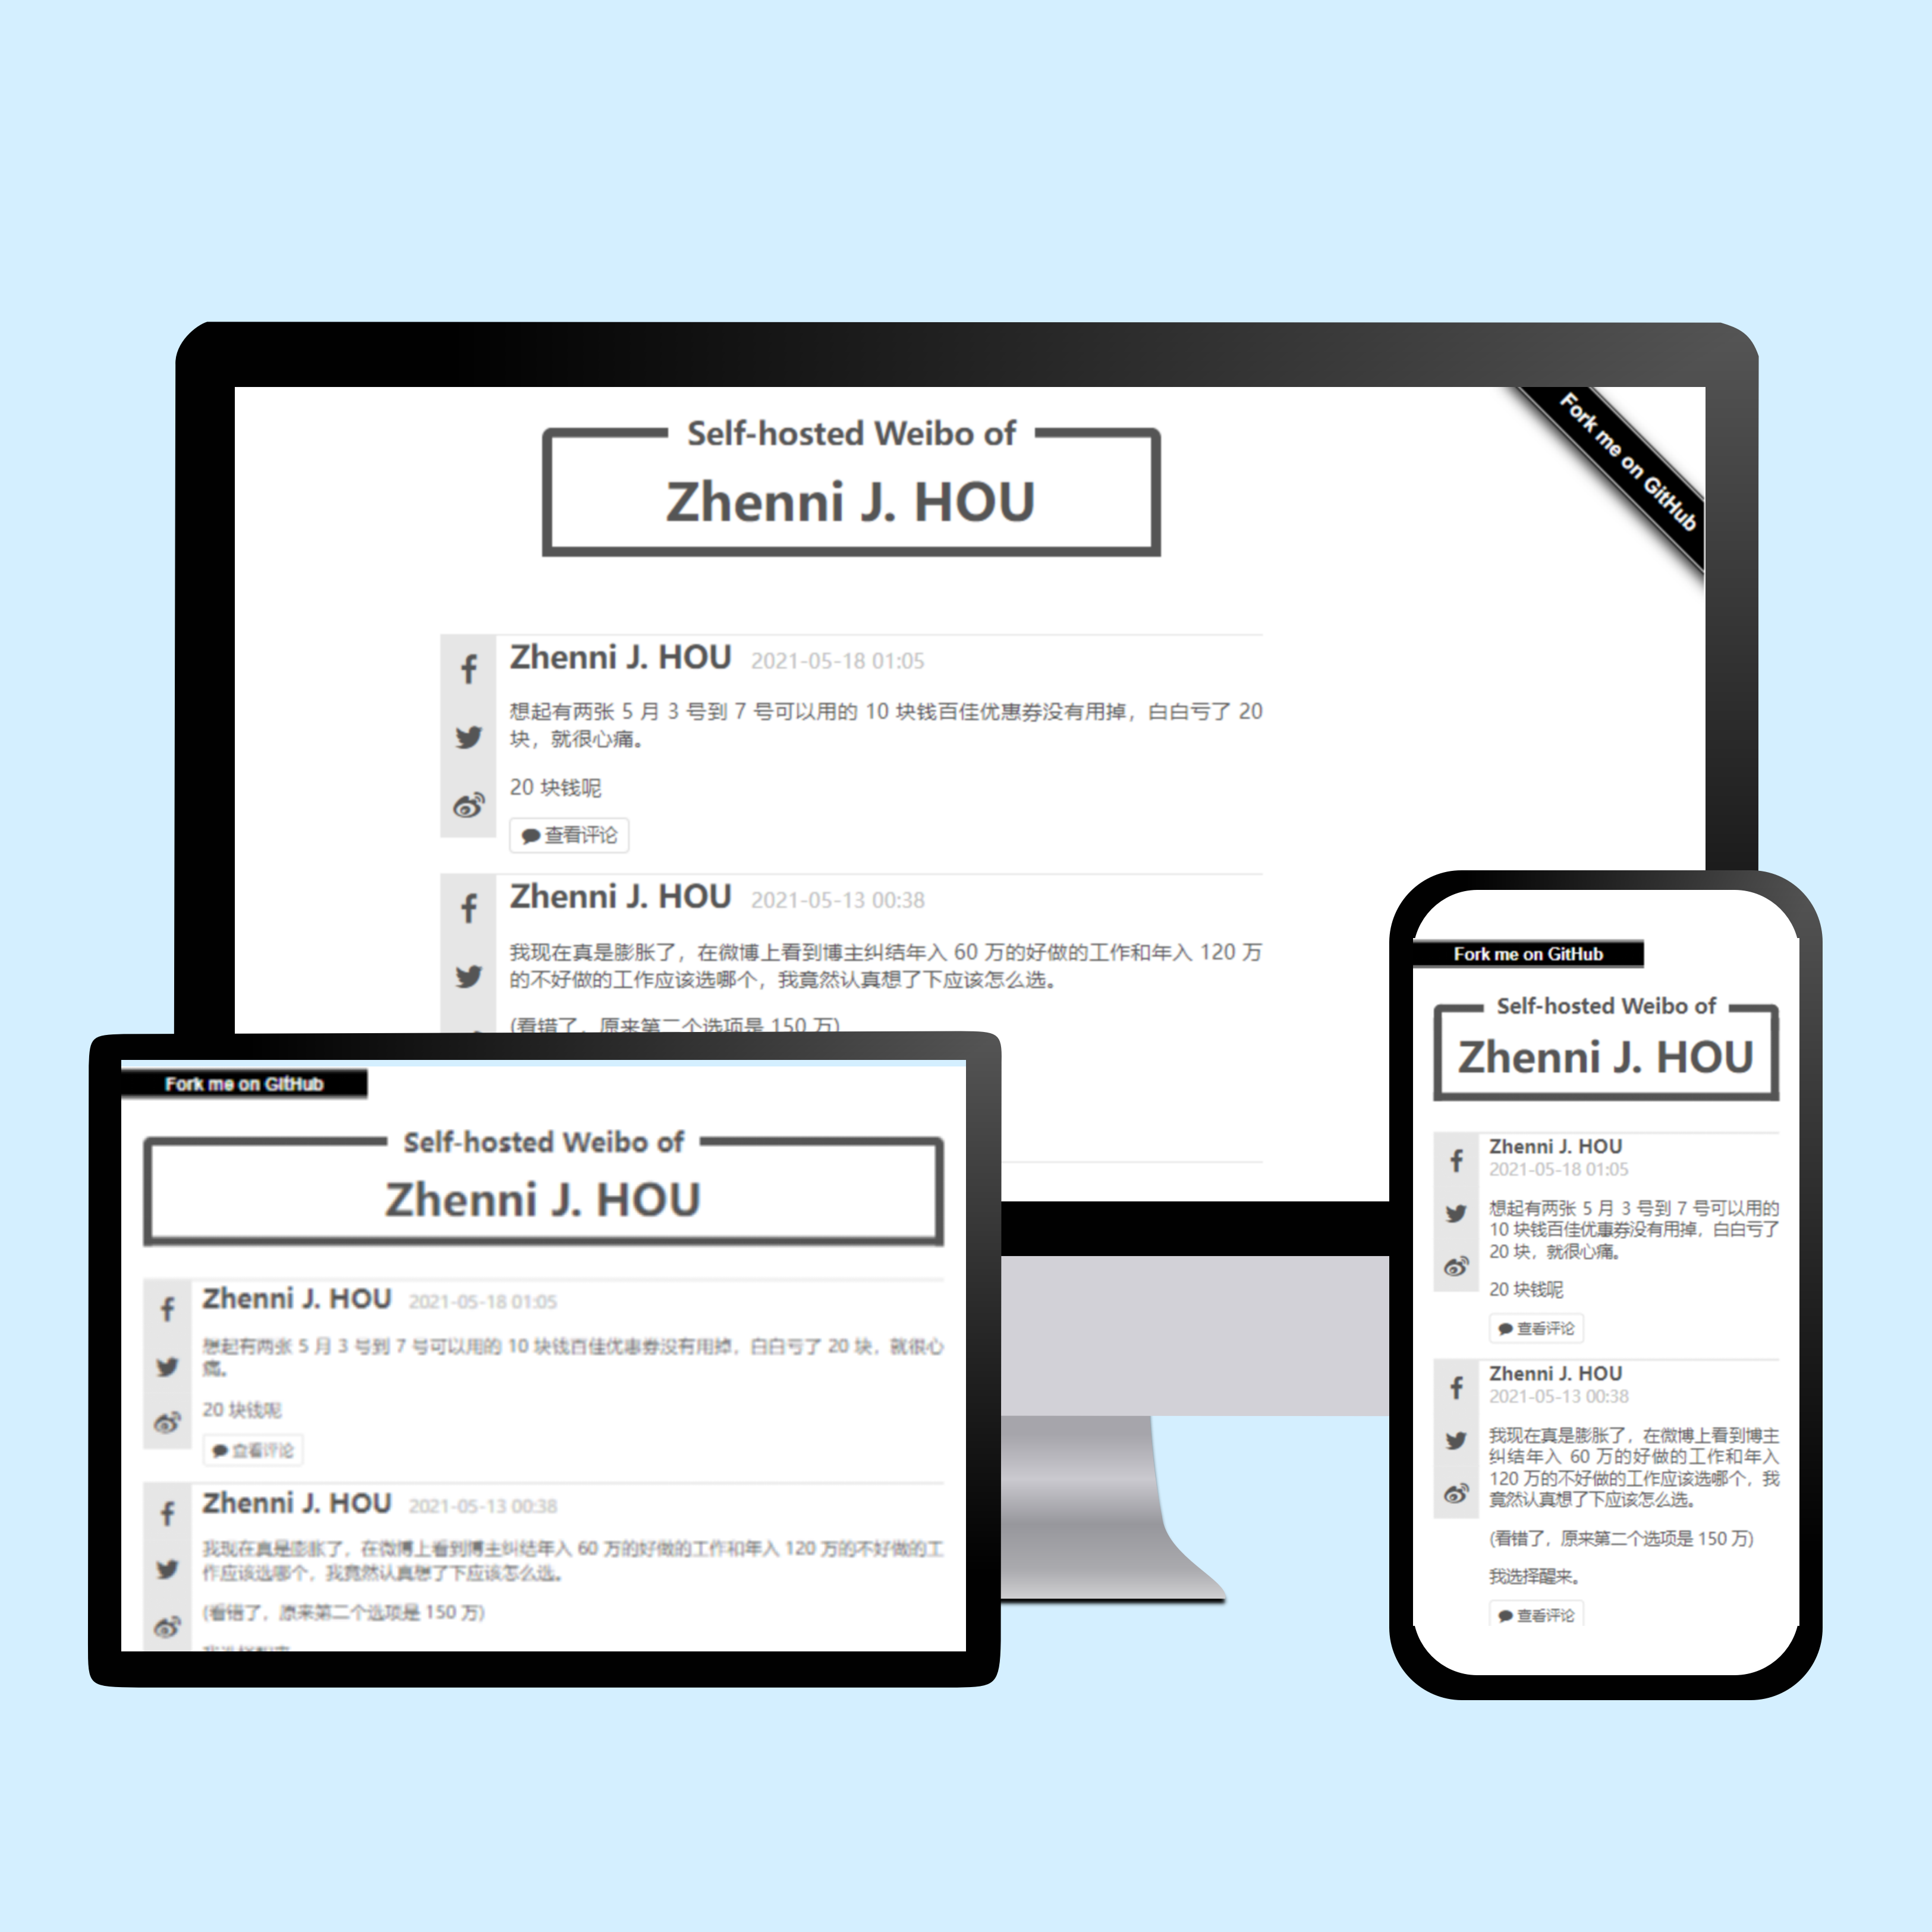 Self-hosted Weibo of
Zhenni J. HOU
Fork me on GitHub
Zhenni J. HOU 2021-05-18 01:05
想起有两张 5 月 3 号到 7 号可以用的 10 块钱百佳优惠券没有用掉，白白亏了 20
块，就很心痛。
20 块钱呢
查看评论
Zhenni J. HOU 2021-05-13 00:38
我现在真是膨胀了，在微博上看到博主纠结年入 60 万的好做的工作和年入 120 万
的不好做的工作应该选哪个，我竟然认真想了下应该怎么选。
(看错了，原来第二个选项是 150 万)
Fork me on GitHub
Self-hosted Weibo of
Zhenni J. HOU
Zhenni J. HOU 2021-05-18 01:05
想起有两张 5 月 3 号到 7 号可以用的 10 块钱百佳优惠券没有用掉，白白亏了 20 块，就很心
痛。
20 块钱呢
查看评论
Zhenni J. HOU 2021-05-13 00:38
我现在真是膨胀了，在微博上看到博主纠结年入 60 万的好做的工作和年入 120 万的不好做的工
作应该选哪个，我竟然认真想了下应该怎么选。
(看错了，原来第二个选项是 150 万)
Fork me on GitHub
Self-hosted Weibo of
Zhenni J. HOU
Zhenni J. HOU
2021-05-18 01:05
想起有两张 5 月 3 号到 7 号可以用的
10 块钱百佳优惠券没有用掉，白白亏了
20 块，就很心痛。
20 块钱呢
查看评论
Zhenni J. HOU
2021-05-13 00:38
我现在真是膨胀了，在微博上看到博主
纠结年入 60 万的好做的工作和年入
120 万的不好做的工作应该选哪个，我
竟然认真想了下应该怎么选。
(看错了，原来第二个选项是 150 万)
我选择醒来。
查看评论